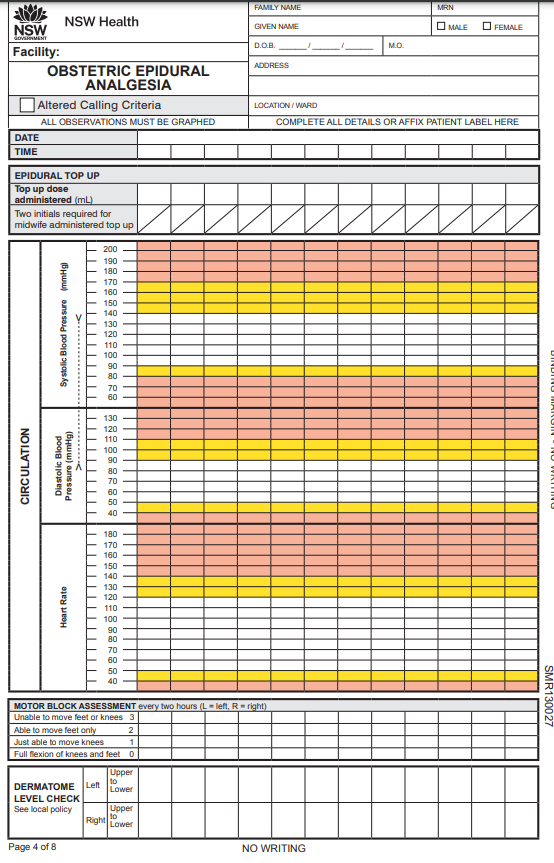 NSW
GOVERNMENT
NSW Health
Facility:
OBSTETRIC EPIDURAL
ANALGESIA
Altered Calling Criteria
ALL OBSERVATIONS MUST BE GRAPHED
FAMILY NAME
MRN
GIVEN NAME
MALE
FEMALE
D.O.B. _______ / _______ / _______
M.O.
ADDRESS
LOCATION / WARD
COMPLETE ALL DETAILS OR AFFIX PATIENT LABEL HERE
DATE
TIME
EPIDURAL TOP UP
Top up dose
administered (mL)
Two initials required for
midwife administered top up
CIRCULATION
Systolic Blood Pressure (mmHg)
200
190
180
170
160
150
140
130
120
110
100
90
80
70
60
Diastolic Blood
Pressure (mmHg)
130
120
110
100
90
80
70
60
50
40
Heart Rate
180
170
160
150
140
130
120
110
100
90
80
70
60
50
40
MOTOR BLOCK ASSESSMENT every two hours (L = left, R = right)
Unable to move feet or knees 3
Able to move feet only 2
Just able to move knees 1
Full flexion of knees and feet 0
DERMATOME
LEVEL CHECK
See local policy
Left
Upper
to
Lower
Right
Upper
to
Lower
Page 4 of 8
NO WRITING
BINDING MARGIN - NO WRITING
SMR130027